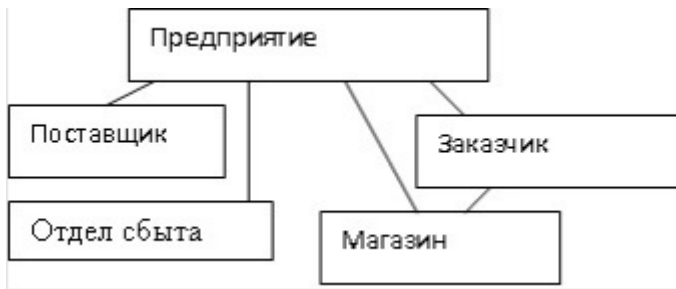 Предприятие
Поставщик
Заказчик
Отдел сбыта
Магазин